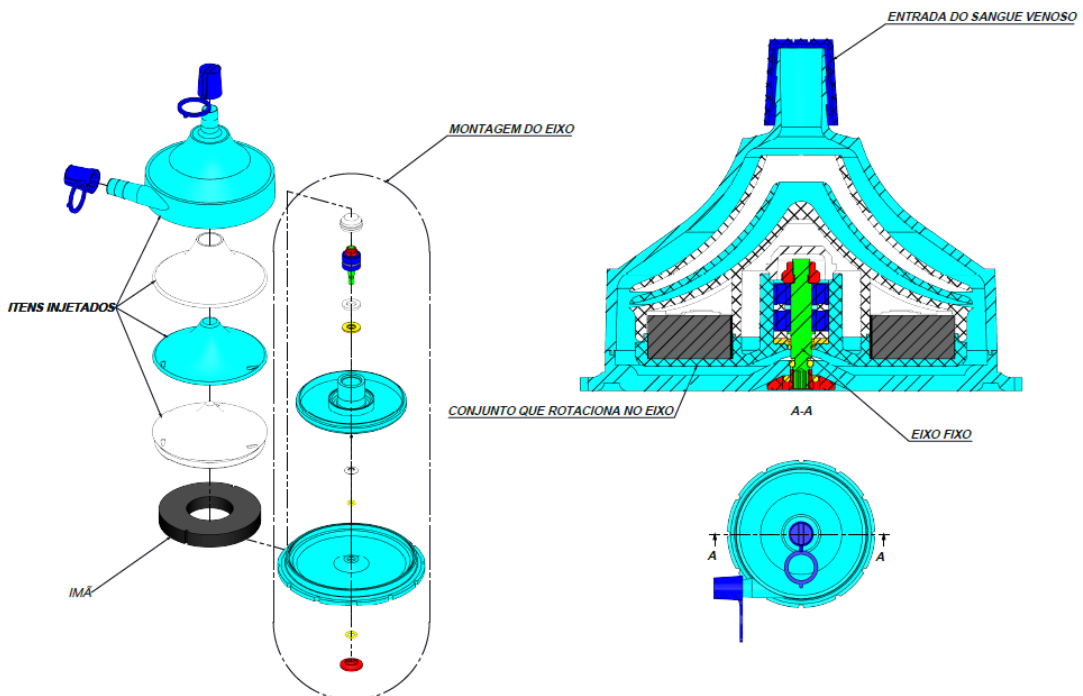 ENTRADA DO SANGUE VENOSO
MONTAGEM DO EIXO
ITENS INJETADOS
IMÃ
CONJUNTO QUE ROTACIONA NO EIXO
A-A
EIXO FIXO
A
A